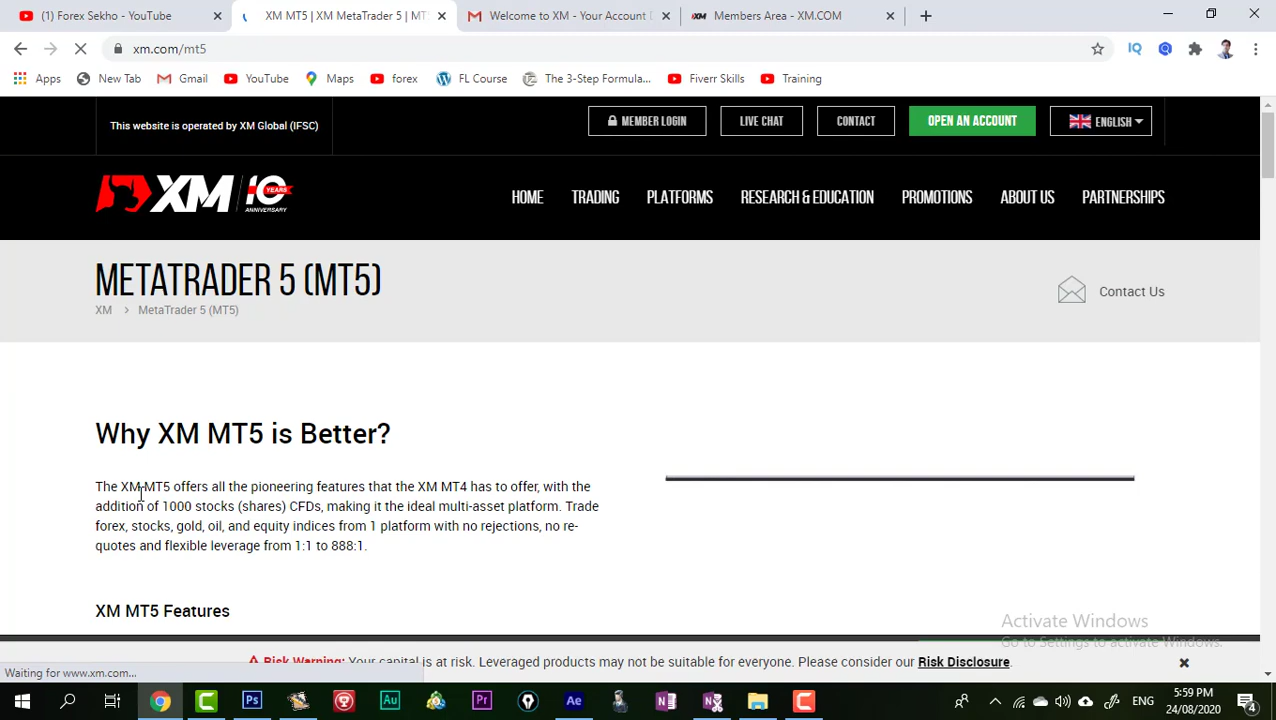 (1) Forex Sekho - YouTube
XM MT5 | XM MetaTrader 5 | MT5
Welcome to XM - Your Account D
Members Area - XM.COM
xm.com/mt5
Apps
New Tab
Gmail
YouTube
Maps
forex
FL Course
The 3-Step Formula...
Fiverr Skills
Training
This website is operated by XM Global (IFSC)
MEMBER LOGIN
LIVE CHAT
CONTACT
OPEN AN ACCOUNT
ENGLISH
XM 10 YEARS ANNIVERSARY
HOME
TRADING
PLATFORMS
RESEARCH & EDUCATION
PROMOTIONS
ABOUT US
PARTNERSHIPS
METATRADER 5 (MT5)
XM > MetaTrader 5 (MT5)
Contact Us
Why XM MT5 is Better?
The XM MT5 offers all the pioneering features that the XM MT4 has to offer, with the
addition of 1000 stocks (shares) CFDs, making it the ideal multi-asset platform. Trade
forex, stocks, gold, oil, and equity indices from 1 platform with no rejections, no re-
quotes and flexible leverage from 1:1 to 888:1.
XM MT5 Features
Activate Windows
Go to Settings to activate Windows.
Risk Warning: Your capital is at risk. Leveraged products may not be suitable for everyone. Please consider our Risk Disclosure.
Waiting for www.xm.com...
ENG
5:59 PM
24/08/2020
4